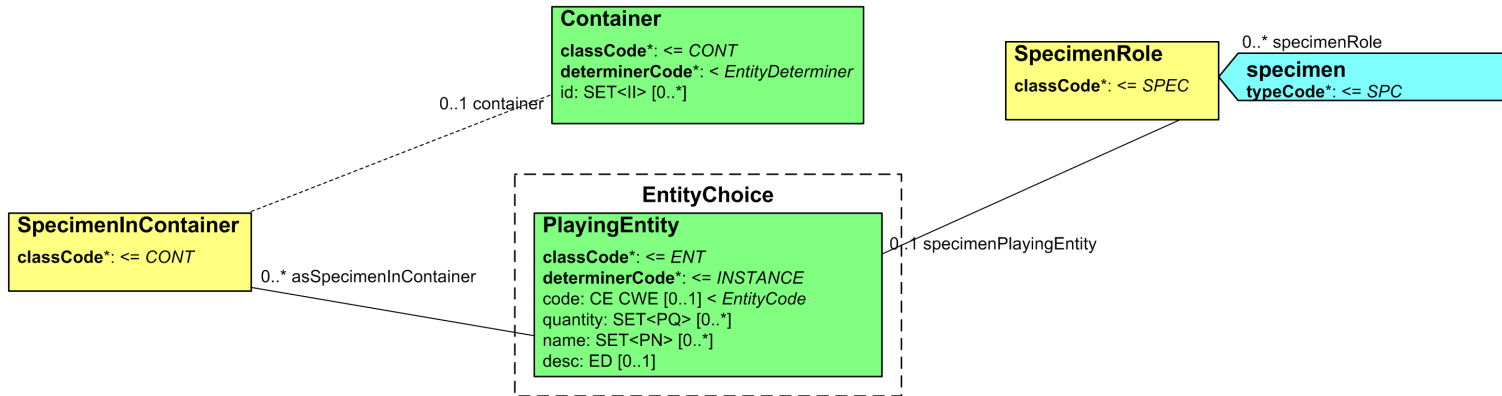 Container
classCode*: <= CONT
determinerCode*: < EntityDeterminer
id: SET<II> [0..*]
0..1 container
SpecimenRole
classCode*: <= SPEC
0..* specimenRole
specimen
typeCode*: <= SPC
EntityChoice
SpecimenInContainer
classCode*: <= CONT
0..* asSpecimenInContainer
PlayingEntity
classCode*: <= ENT
determinerCode*: <= INSTANCE
code: CE CWE [0..1] < EntityCode
quantity: SET<PQ> [0..*]
name: SET<PN> [0..*]
desc: ED [0..1]
0..1 specimenPlayingEntity